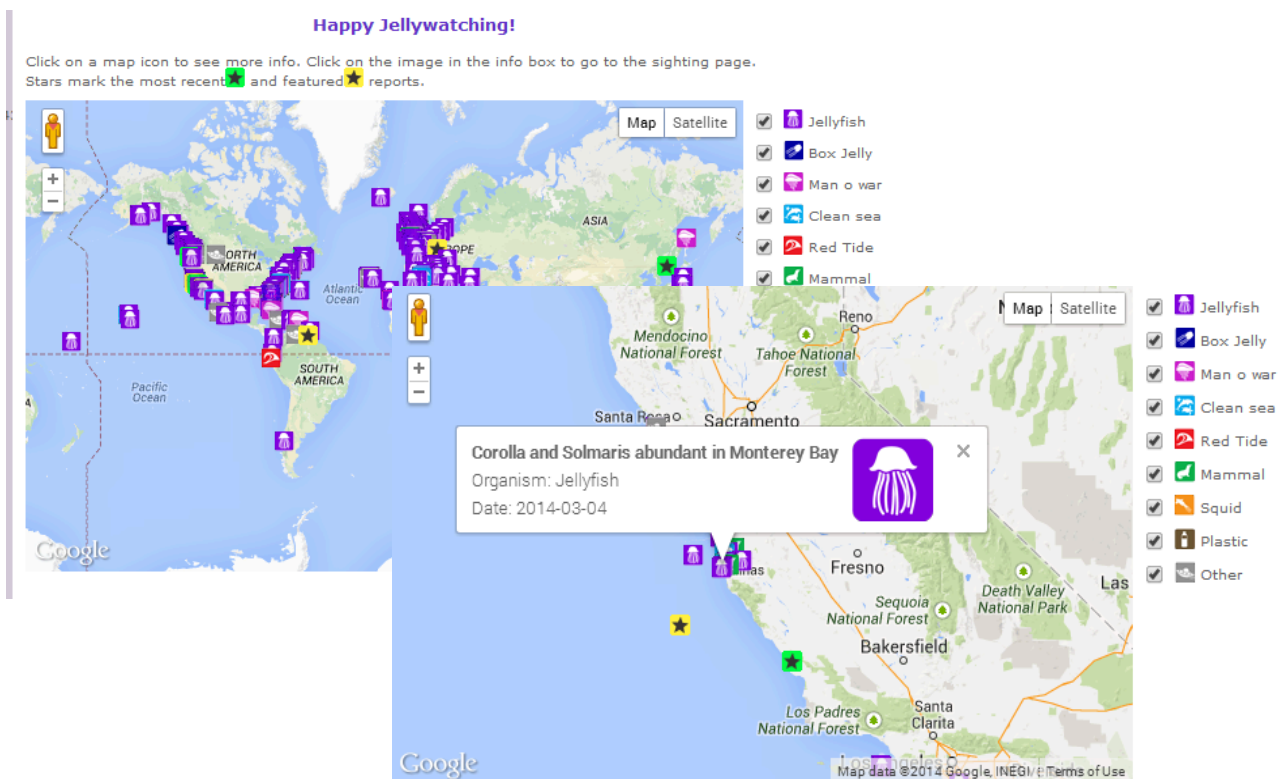 Happy Jellywatching!
Click on a map icon to see more info. Click on the image in the info box to go to the sighting page.
Stars mark the most recent and featured reports.
Map Satellite
Jellyfish
Box Jelly
Man o war
Clean sea
Red Tide
Mammal
ASIA
NORTH
AMERICA
Atlantic
Ocean
SOUTH
AMERICA
Pacific
Ocean
Google
Map Satellite
Reno
Mendocino
National Forest
Tahoe National
Forest
Santa Rosa
Sacramento
Corolla and Solmaris abundant in Monterey Bay
Organism: Jellyfish
Date: 2014-03-04
Fresno
Death Valley
National Park
Las
Sequoia
National Forest
Bakersfield
Los Padres
National Forest
Santa
Clarita
Los Angeles
Google
Map data ©2014 Google, INEGI
Terms of Use
Jellyfish
Box Jelly
Man o war
Clean sea
Red Tide
Mammal
Squid
Plastic
Other